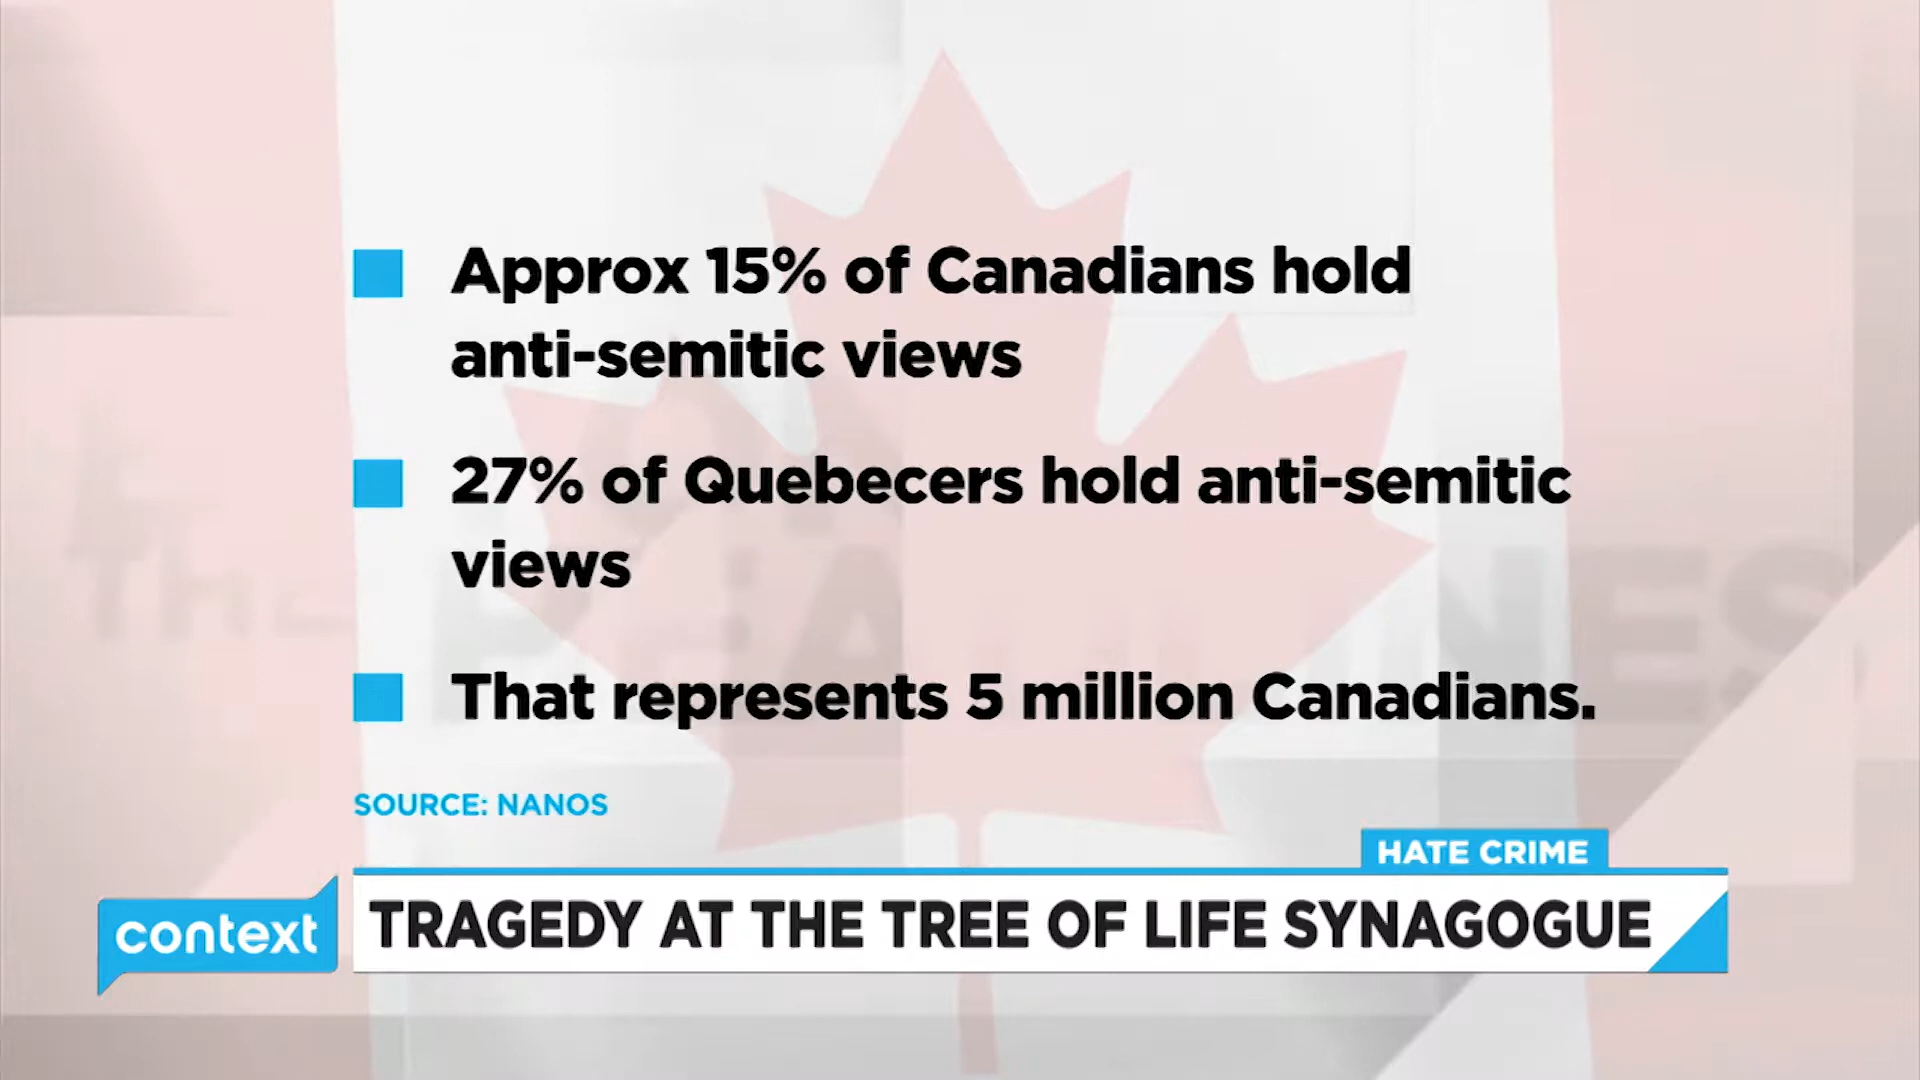 Approx 15% of Canadians hold
anti-semitic views
27% of Quebecers hold anti-semitic
views
That represents 5 million Canadians.
SOURCE: NANOS
HATE CRIME
context
TRAGEDY AT THE TREE OF LIFE SYNAGOGUE